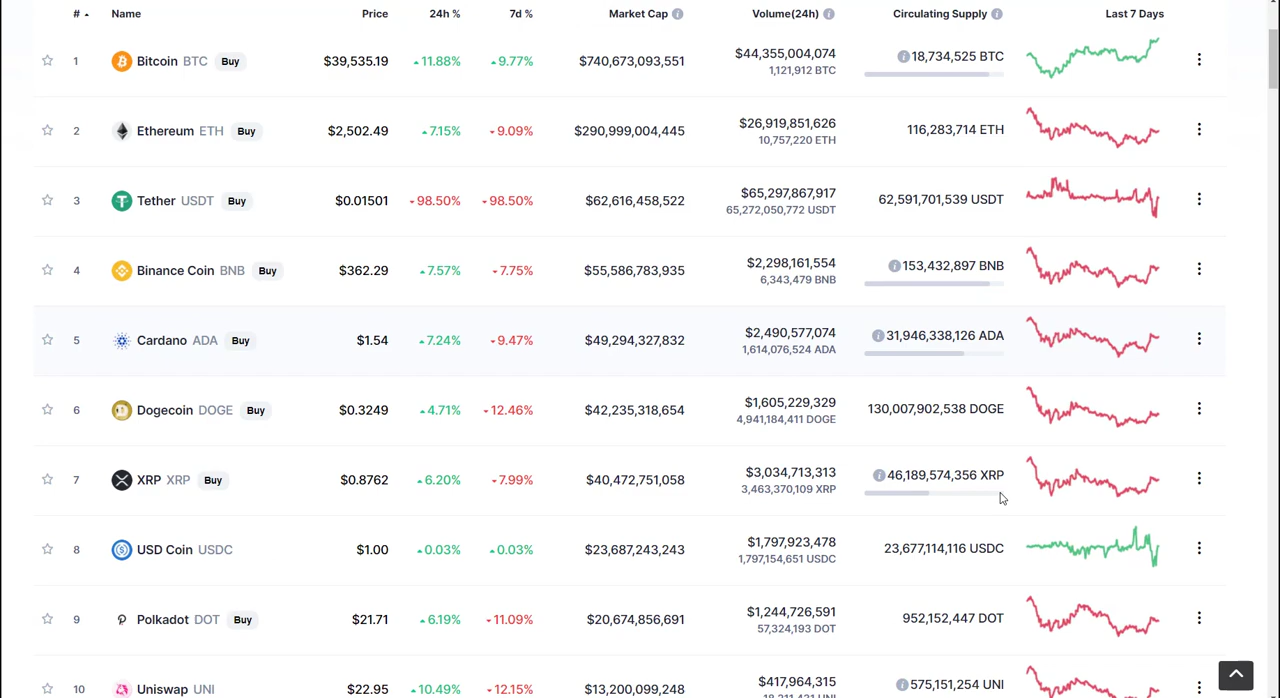 # Name Price 24h % 7d % Market Cap Volume(24h) Circulating Supply Last 7 Days
1 Bitcoin BTC Buy $39,535.19 11.88% 9.77% $740,673,093,551 $44,355,004,074 18,734,525 BTC
1,121,912 BTC
2 Ethereum ETH Buy $2,502.49 7.15% 9.09% $290,999,004,445 $26,919,851,626 116,283,714 ETH
10,757,220 ETH
3 Tether USDT Buy $0.01501 98.50% 98.50% $62,616,458,522 $65,297,867,917 62,591,701,539 USDT
65,272,050,772 USDT
4 Binance Coin BNB Buy $362.29 7.57% 7.75% $55,586,783,935 $2,298,161,554 153,432,897 BNB
6,343,479 BNB
5 Cardano ADA Buy $1.54 7.24% 9.47% $49,294,327,832 $2,490,577,074 31,946,338,126 ADA
1,614,076,524 ADA
6 Dogecoin DOGE Buy $0.3249 4.71% 12.46% $42,235,318,654 $1,605,229,329 130,007,902,538 DOGE
4,941,184,411 DOGE
7 XRP XRP Buy $0.8762 6.20% 7.99% $40,472,751,058 $3,034,713,313 46,189,574,356 XRP
3,463,370,109 XRP
8 USD Coin USDC $1.00 0.03% 0.03% $23,687,243,243 $1,797,923,478 23,677,114,116 USDC
1,797,154,651 USDC
9 Polkadot DOT Buy $21.71 6.19% 11.09% $20,674,856,691 $1,244,726,591 952,152,447 DOT
57,324,193 DOT
10 Uniswap UNI $22.95 10.49% 12.15% $13,200,099,248 $417,964,315 575,151,254 UNI